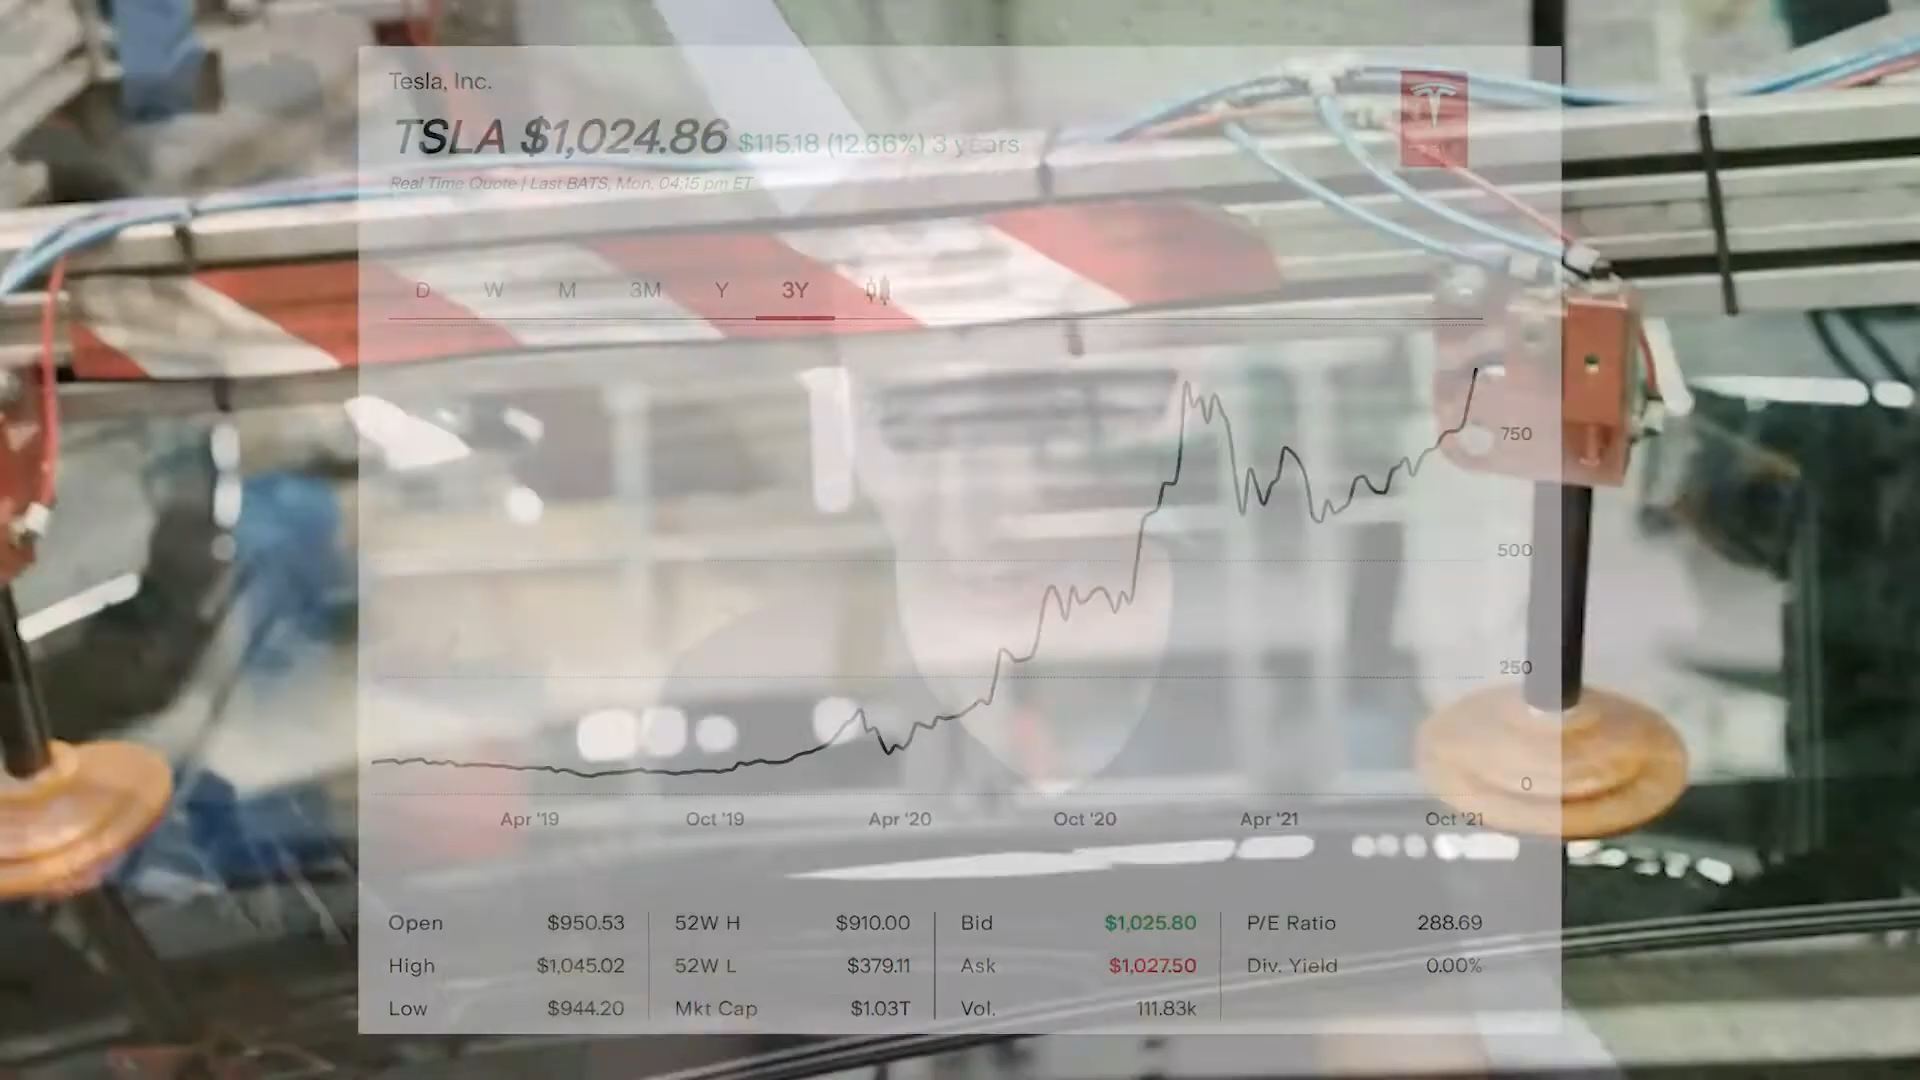 Tesla, Inc.
TSLA $1,024.86 $115.18 (12.66%) 3 years
Real Time Quote | Last BATS, Mon, 04:15 pm ET
D W M 3M Y 3Y
750
500
250
0
Apr '19 Oct '19 Apr '20 Oct '20 Apr '21 Oct '21
Open $950.53 52W H $910.00 Bid $1,025.80 P/E Ratio 288.69
High $1,045.02 52W L $379.11 Ask $1,027.50 Div. Yield 0.00%
Low $944.20 Mkt Cap $1.03T Vol. 111.83k